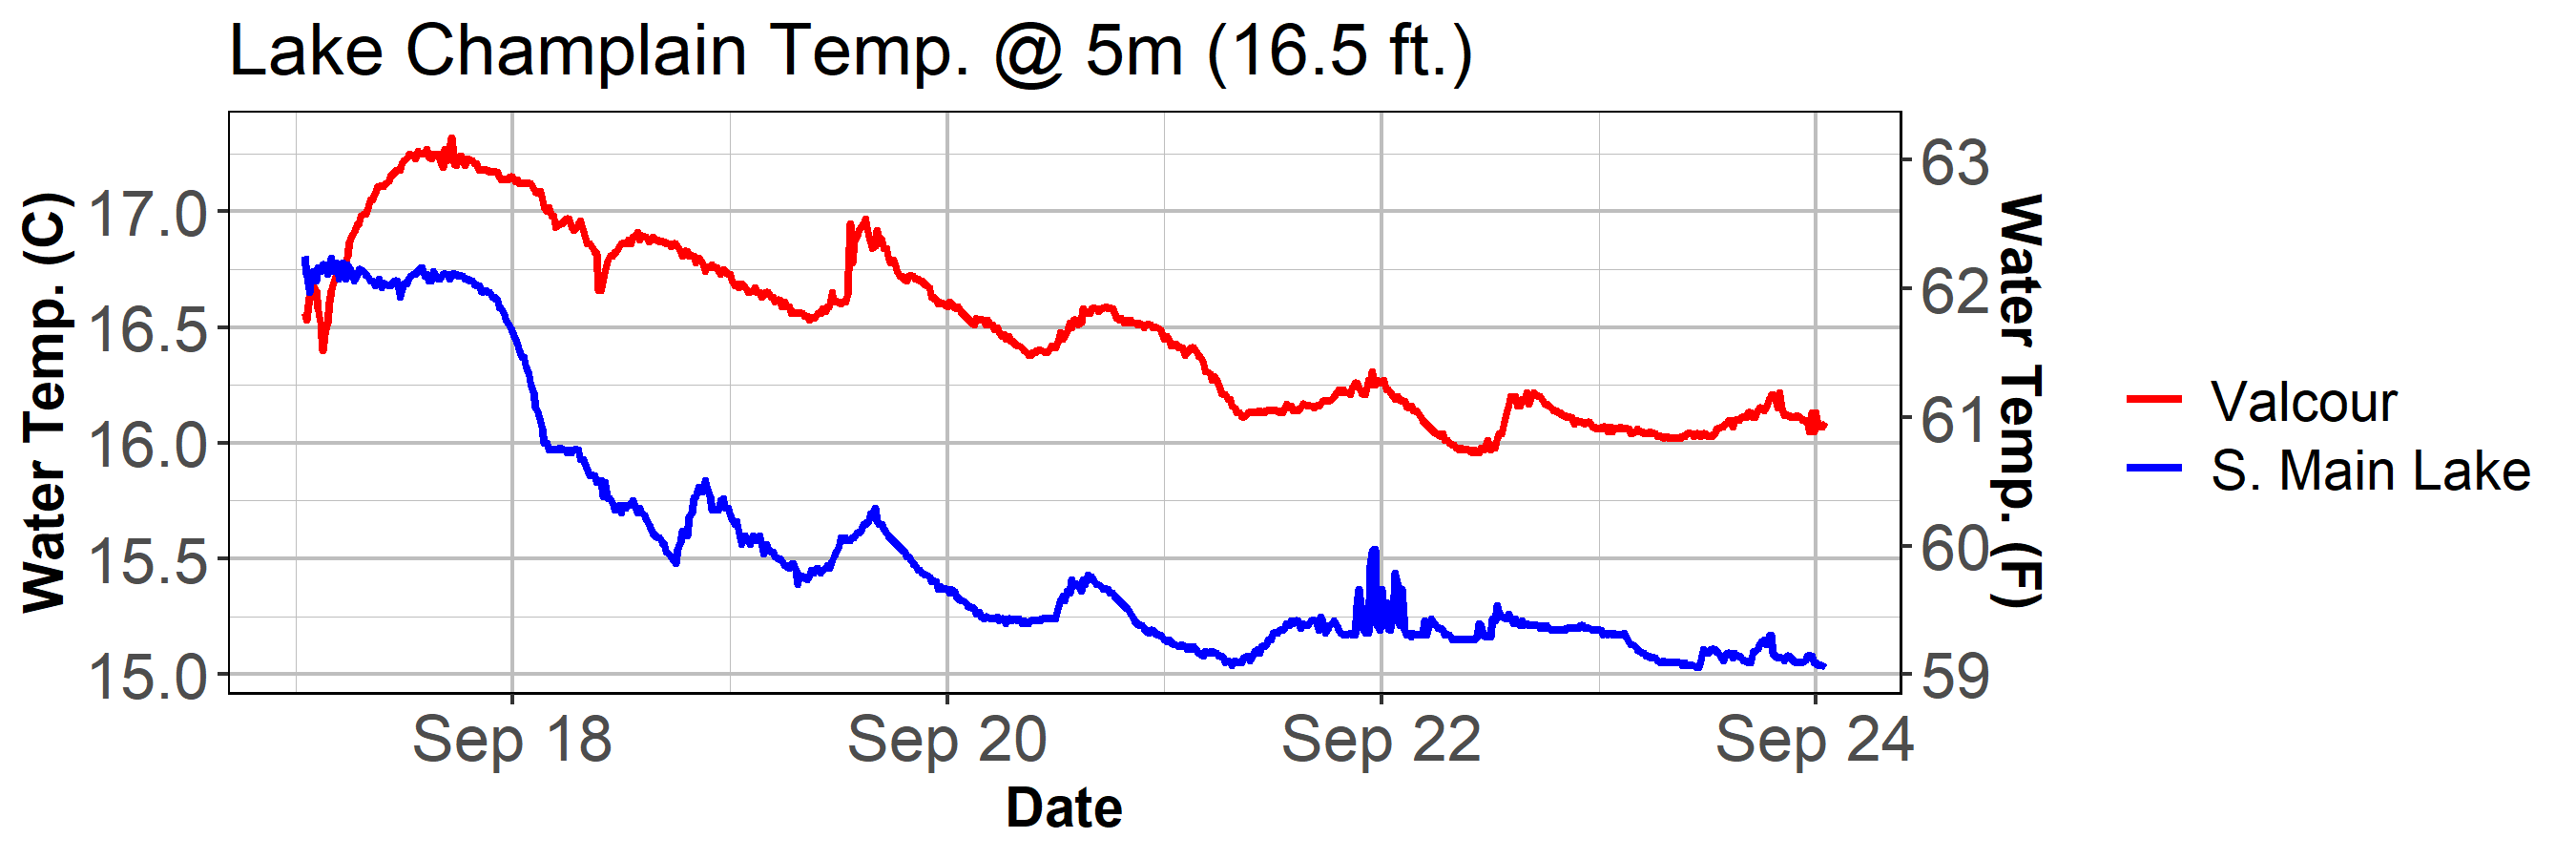 Lake Champlain Temp. @ 5m (16.5 ft.)
Water Temp. (C)
17.0
16.5
16.0
15.5
15.0
63
62
61
60
59
Water Temp. (F)
Sep 18
Sep 20
Sep 22
Sep 24
Date
Valcour
S. Main Lake